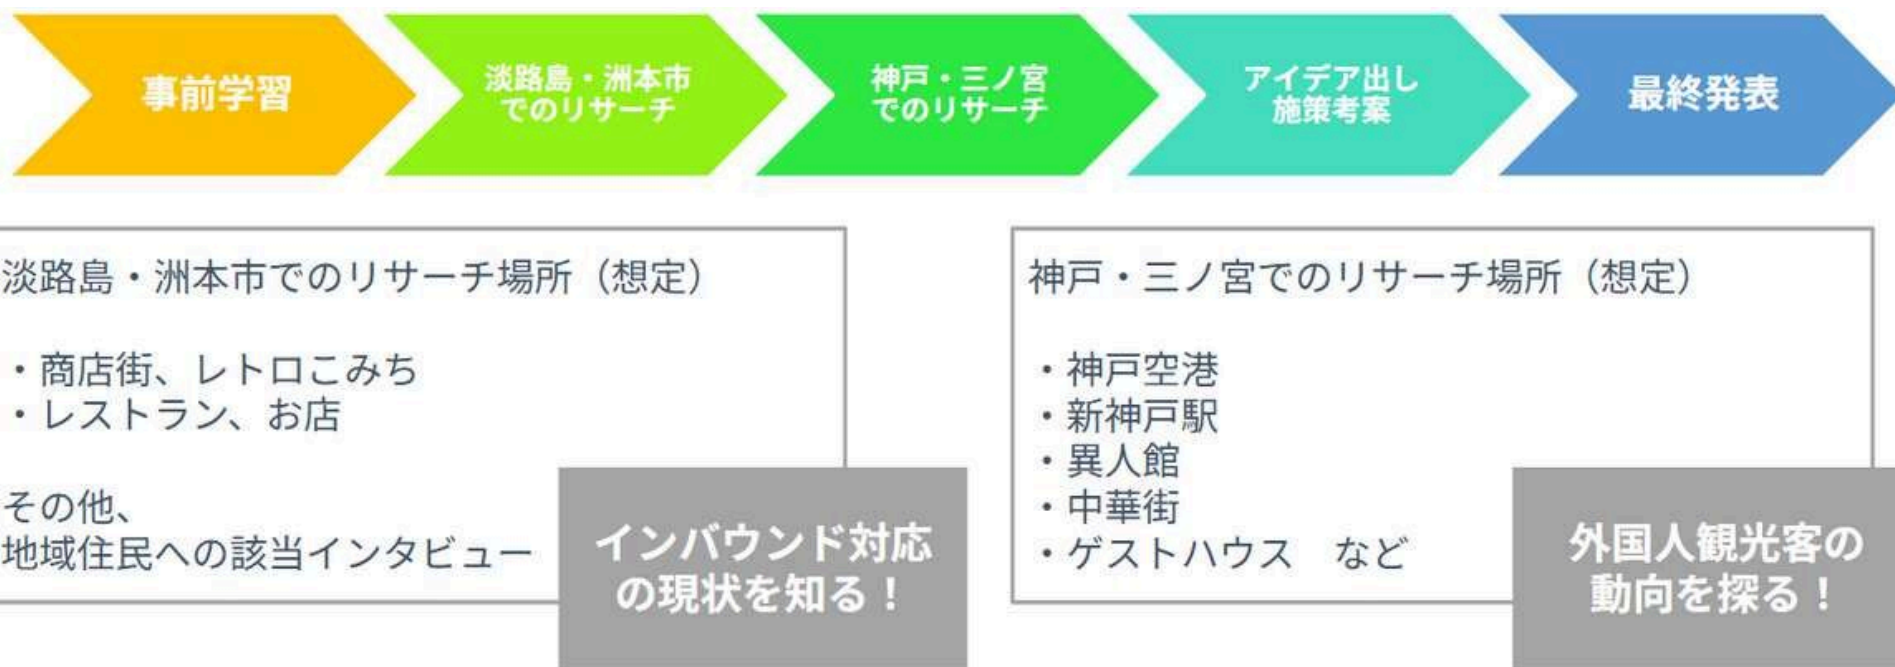 事前学習
淡路島・洲本市
でのリサーチ
神戸・三ノ宮
でのリサーチ
アイデア出し
施策考案
最終発表
淡路島・洲本市でのリサーチ場所（想定）
・商店街、レトロこみち
・レストラン、お店
その他、
地域住民への該当インタビュー
インバウンド対応
の現状を知る！
神戸・三ノ宮でのリサーチ場所（想定）
・神戸空港
・新神戸駅
・異人館
・中華街
・ゲストハウス　など
外国人観光客の
動向を探る！